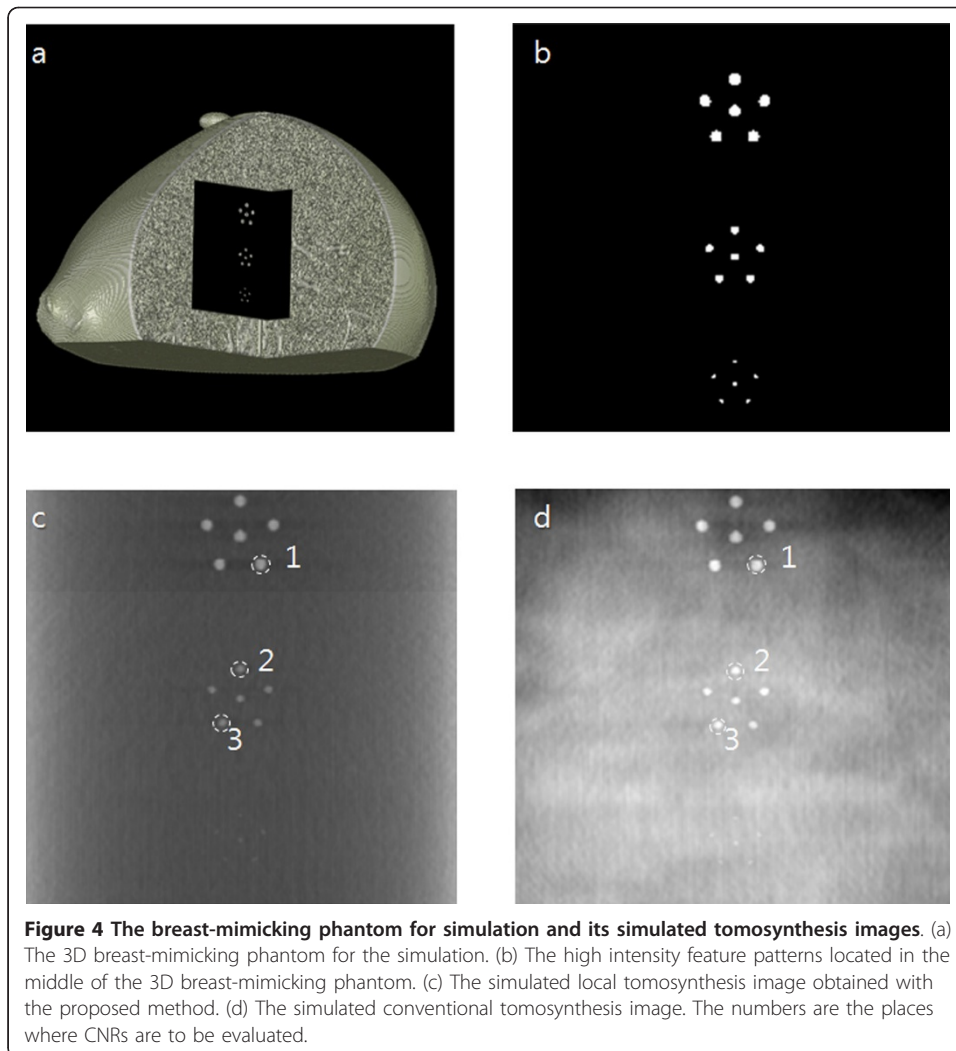 a
b
c
1
2
3
d
1
2
3
Figure 4 The breast-mimicking phantom for simulation and its simulated tomosynthesis images. (a)
The 3D breast-mimicking phantom for the simulation. (b) The high intensity feature patterns located in the
middle of the 3D breast-mimicking phantom. (c) The simulated local tomosynthesis image obtained with
the proposed method. (d) The simulated conventional tomosynthesis image. The numbers are the places
where CNRs are to be evaluated.